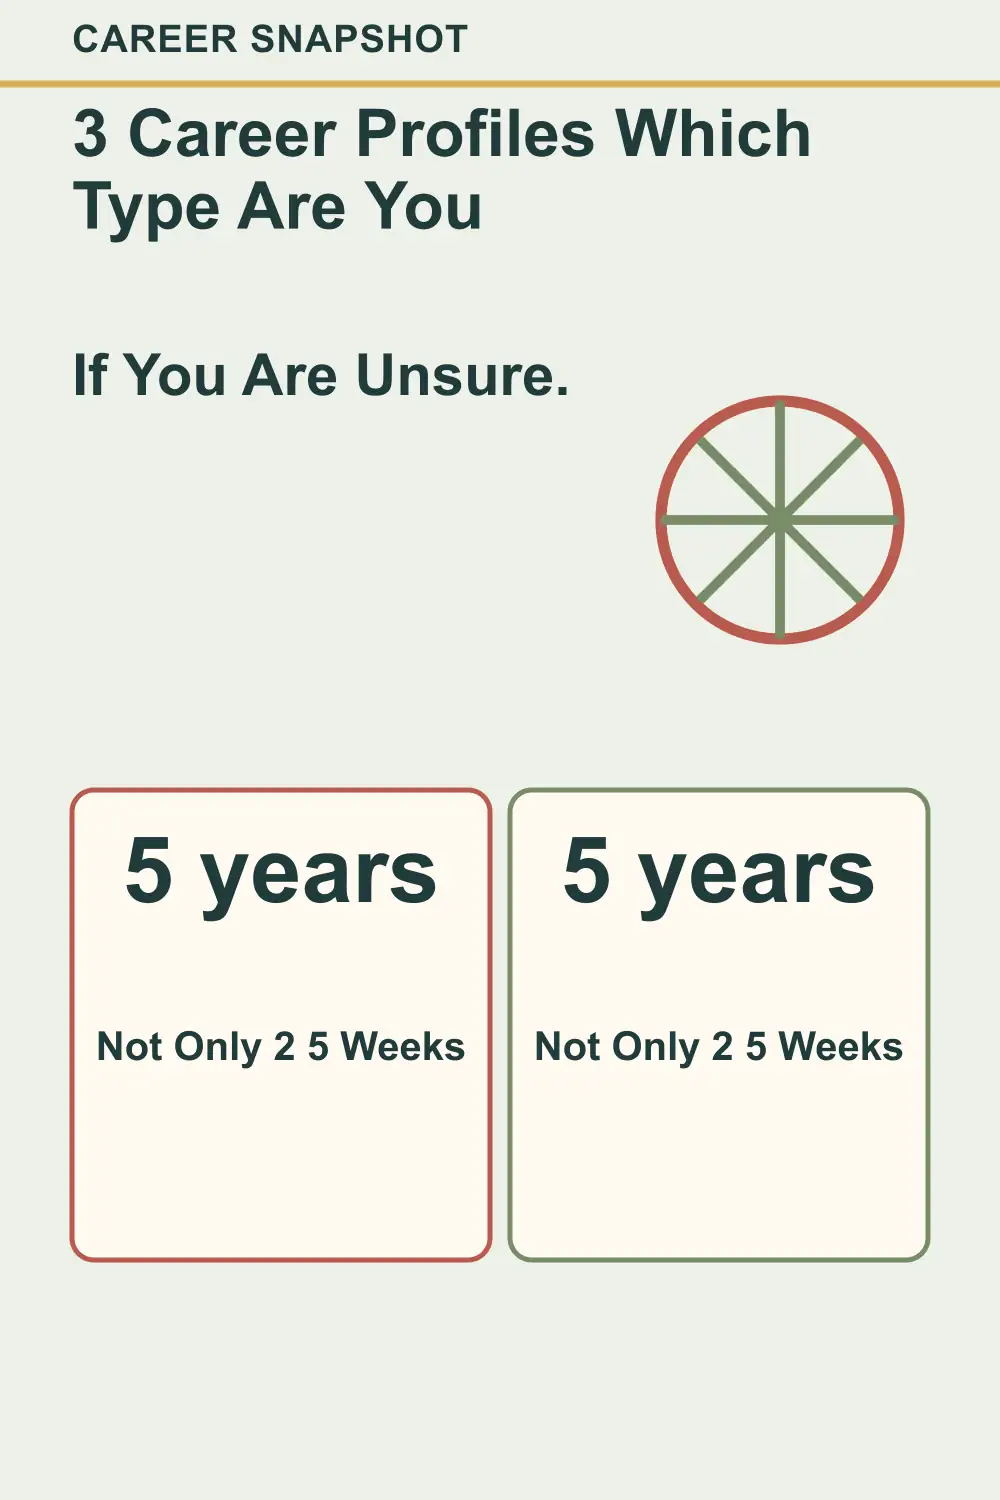 CAREER SNAPSHOT
3 Career Profiles Which
Type Are You
If You Are Unsure.
5 years
Not Only 2 5 Weeks
5 years
Not Only 2 5 Weeks